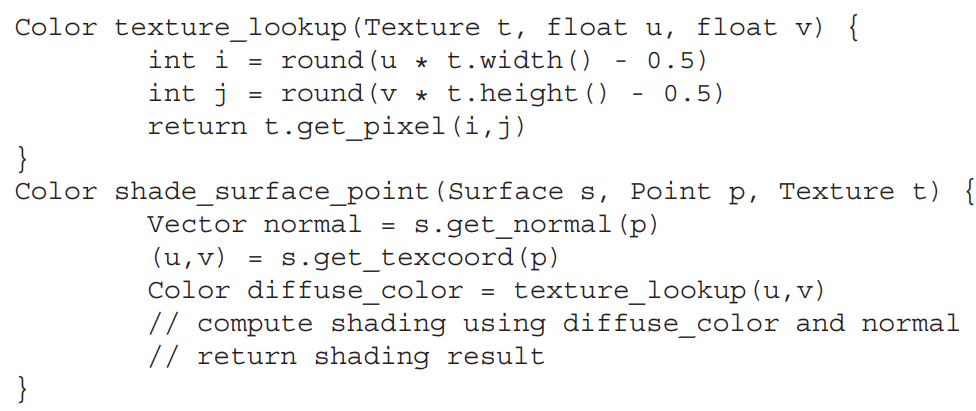 Color texture_lookup(Texture t, float u, float v) {
int i = round(u * t.width() - 0.5)
int j = round(v * t.height() - 0.5)
return t.get_pixel(i,j)
}
Color shade_surface_point(Surface s, Point p, Texture t) {
Vector normal = s.get_normal(p)
(u,v) = s.get_texcoord(p)
Color diffuse_color = texture_lookup(u,v)
// compute shading using diffuse_color and normal
// return shading result
}